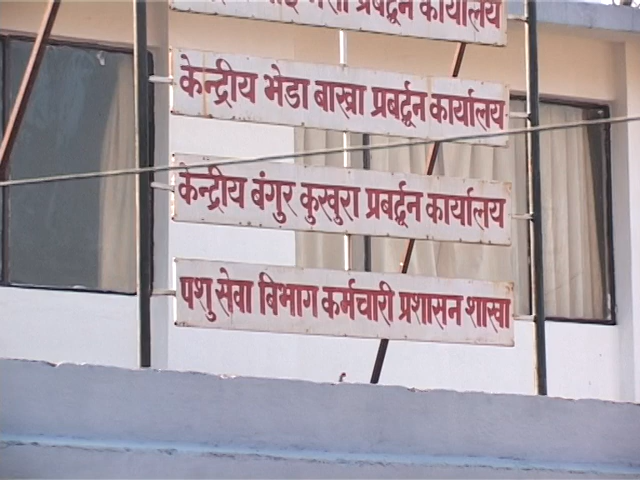 प्रबर्द्धन कार्यालय
केन्द्रीय भेडा बाख्रा प्रबर्द्धन कार्यालय
केन्द्रीय बंगुर कुखुरा प्रबर्द्धन कार्यालय
पशु सेवा बिभाग कर्मचारी प्रशासन शाखा